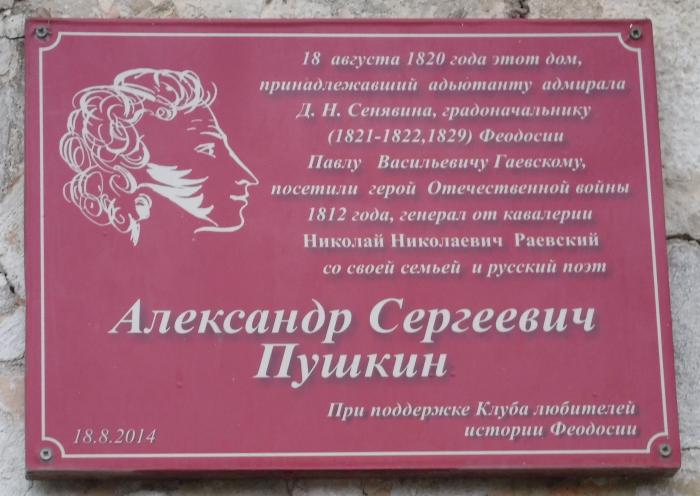 18 августа 1820 года этот дом,
принадлежавший адьютанту адмирала
Д. Н. Сенявина, градоначальнику
(1821-1822,1829) Феодосии
Павлу Васильевичу Гаевскому,
посетили герой Отечественной войны
1812 года, генерал от кавалерии
Николай Николаевич Раевский
со своей семьей и русский поэт
Александр Сергеевич
Пушкин
При поддержке Клуба любителей
истории Феодосии
18.8.2014